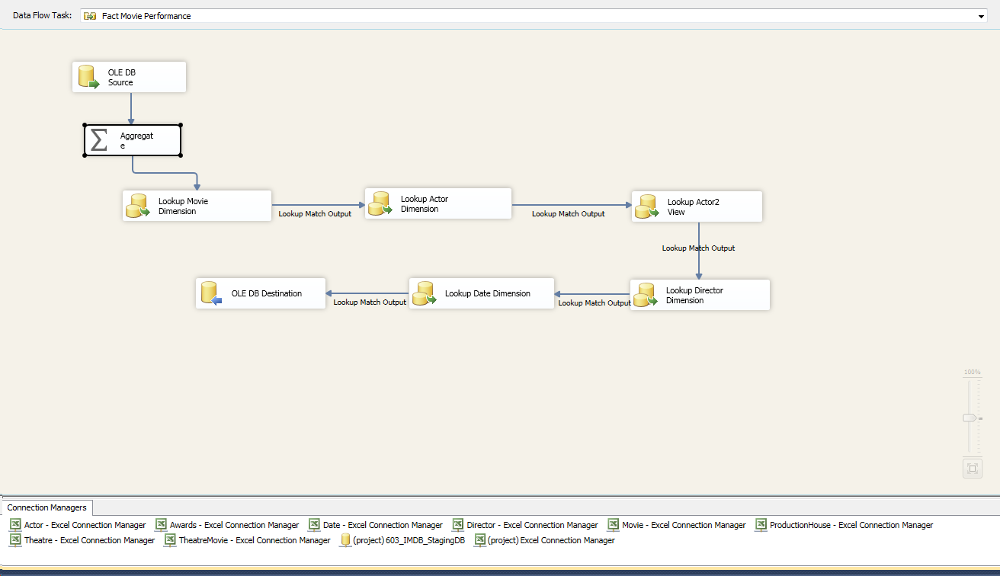 Data Flow Task: Fact Movie Performance
OLE DB
Source
Aggregat
e
Lookup Movie
Dimension
Lookup Match Output
Lookup Actor
Dimension
Lookup Match Output
Lookup Actor2
View
Lookup Match Output
OLE DB Destination
Lookup Match Output
Lookup Date Dimension
Lookup Match Output
Lookup Director
Dimension
100%
Connection Managers
Actor - Excel Connection Manager Awards - Excel Connection Manager Date - Excel Connection Manager Director - Excel Connection Manager Movie - Excel Connection Manager ProductionHouse - Excel Connection Manager
Theatre - Excel Connection Manager TheatreMovie - Excel Connection Manager (project) 603_IMDB_StagingDB (project) Excel Connection Manager